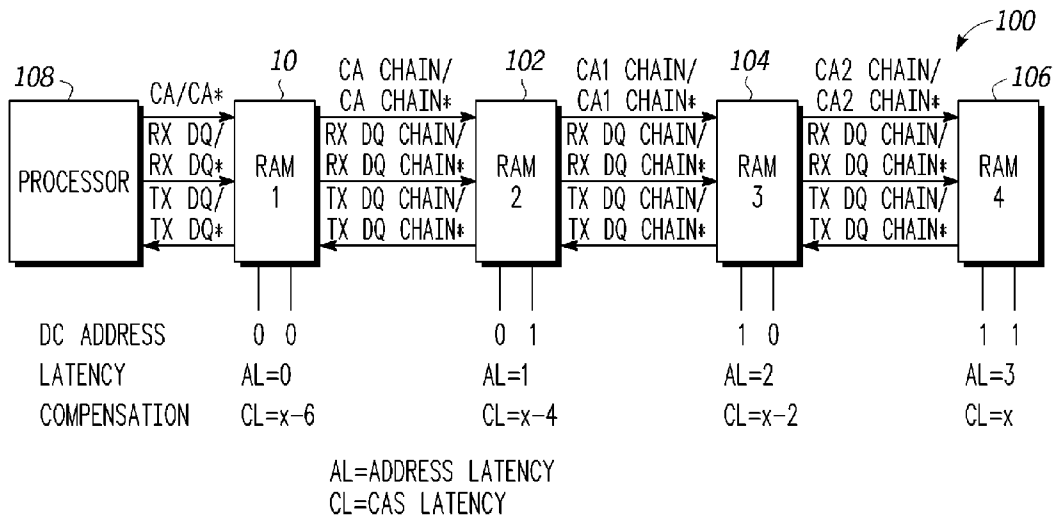 100
108
10
102
104
106
CA/CA*
RX DQ/
RX DQ*
TX DQ/
TX DQ*
CA CHAIN/
CA CHAIN*
RX DQ CHAIN/
RX DQ CHAIN*
TX DQ CHAIN/
TX DQ CHAIN*
CA1 CHAIN/
CA1 CHAIN*
RX DQ CHAIN/
RX DQ CHAIN*
TX DQ CHAIN/
TX DQ CHAIN*
CA2 CHAIN/
CA2 CHAIN*
RX DQ CHAIN/
RX DQ CHAIN*
TX DQ CHAIN/
TX DQ CHAIN*
PROCESSOR
RAM
1
RAM
2
RAM
3
RAM
4
DC ADDRESS 0 0 0 1 1 0 1 1
LATENCY AL=0 AL=1 AL=2 AL=3
COMPENSATION CL=x-6 CL=x-4 CL=x-2 CL=x
AL=ADDRESS LATENCY
CL=CAS LATENCY